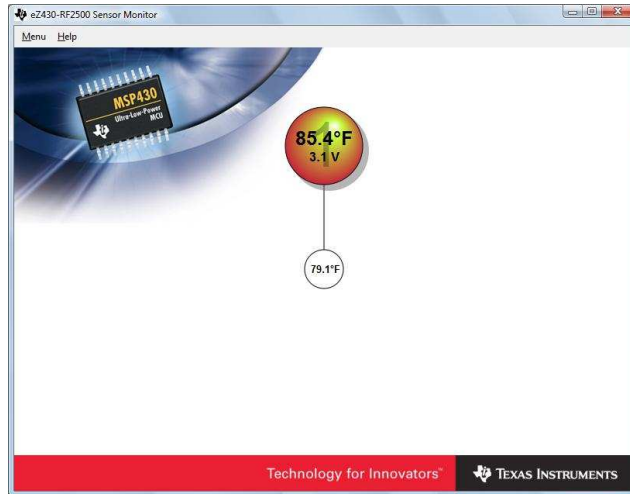 eZ430-RF2500 Sensor Monitor
Menu Help
MSP430
Ultra-Low-Power
MCU
1
85.4°F
3.1 V
79.1°F
Technology for Innovators™
TEXAS INSTRUMENTS